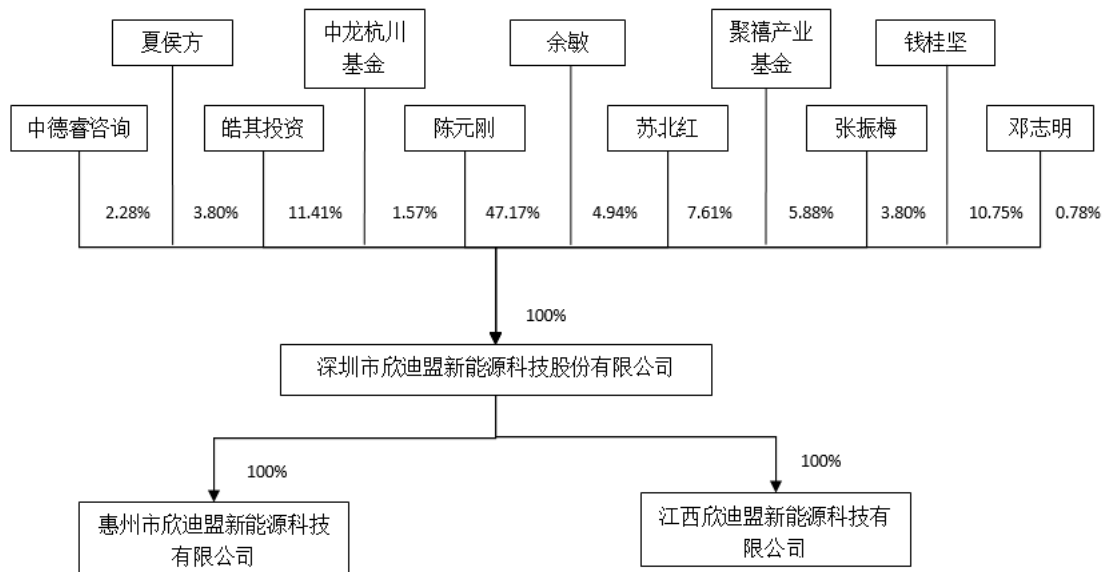 夏侯方
中龙杭川
基金
余敏
聚禧产业
基金
钱桂坚
中德睿咨询
皓其投资
陈元刚
苏北红
张振梅
邓志明
2.28%
3.80%
11.41%
1.57%
47.17%
4.94%
7.61%
5.88%
3.80%
10.75%
0.78%
100%
深圳市欣迪盟新能源科技股份有限公司
100%
100%
惠州市欣迪盟新能源科技
有限公司
江西欣迪盟新能源科技有
限公司